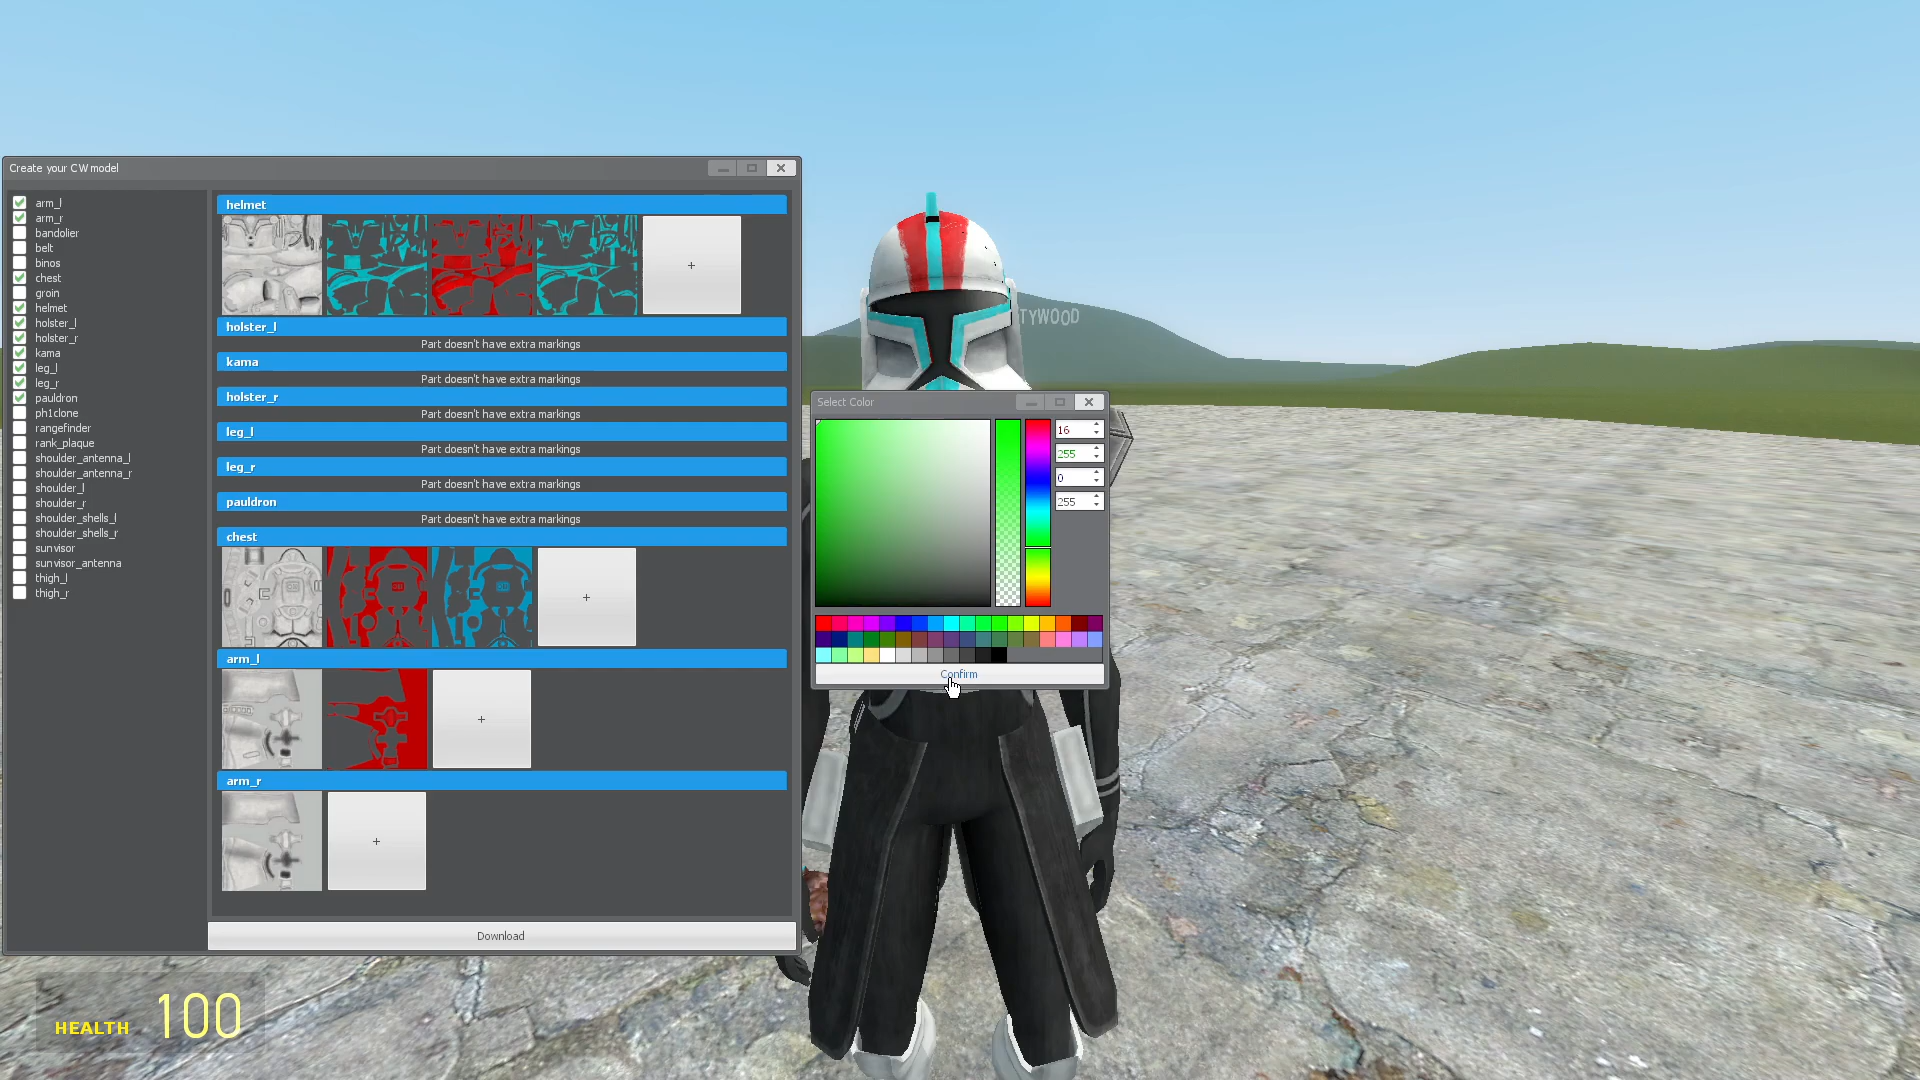 Create your CW model
arm_l
arm_r
bandolier
belt
binos
chest
groin
helmet
holster_l
holster_r
kama
leg_l
leg_r
pauldron
ph1clone
rangefinder
rank_plaque
shoulder_antenna_l
shoulder_antenna_r
shoulder_l
shoulder_r
shoulder_shells_l
shoulder_shells_r
sunvisor
sunvisor_antenna
thigh_l
thigh_r
helmet
+
holster_l
Part doesn't have extra markings
kama
Part doesn't have extra markings
holster_r
Part doesn't have extra markings
leg_l
Part doesn't have extra markings
leg_r
Part doesn't have extra markings
pauldron
Part doesn't have extra markings
chest
+
arm_l
+
arm_r
+
Download
TYWOOD
Select Color
16
255
0
255
Confirm
HEALTH 100